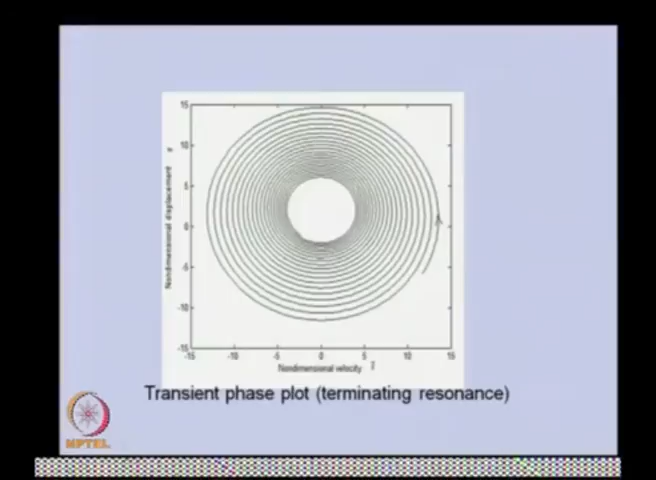 15
10
5
0
-5
-10
-15
Nondimensional displacement x
-15 -10 -5 0 5 10 15
Nondimensional velocity
Transient phase plot (terminating resonance)
NPTEL